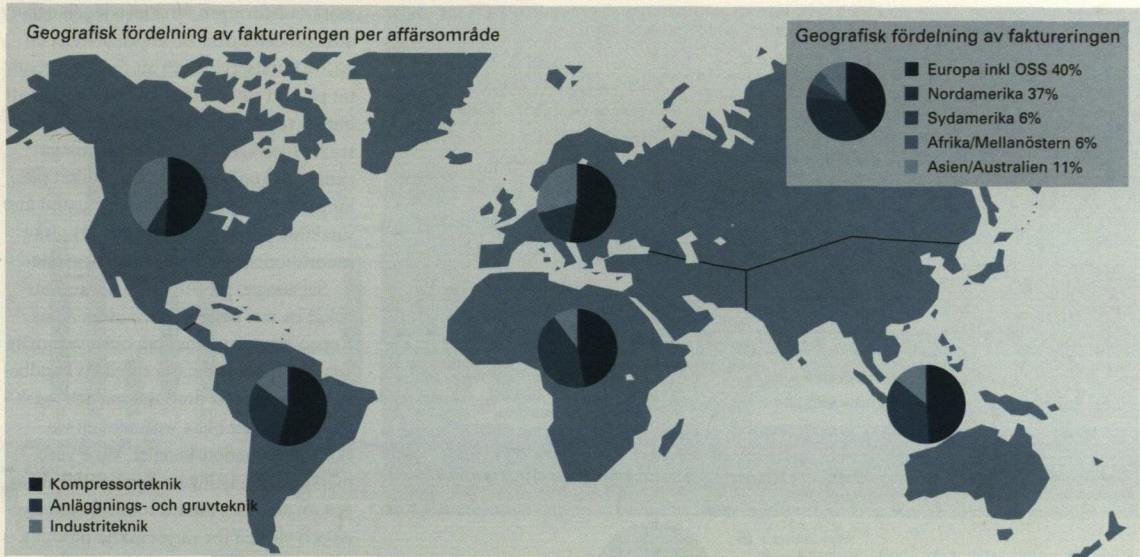 Geografisk fördelning av faktureringen per affärsområde
Geografisk fördelning av faktureringen
Europa inkl OSS 40%
Nordamerika 37%
Sydamerika 6%
Afrika/Mellanöstern 6%
Asien/Australien 11%
Kompressorteknik
Anläggnings- och gruvteknik
Industriteknik